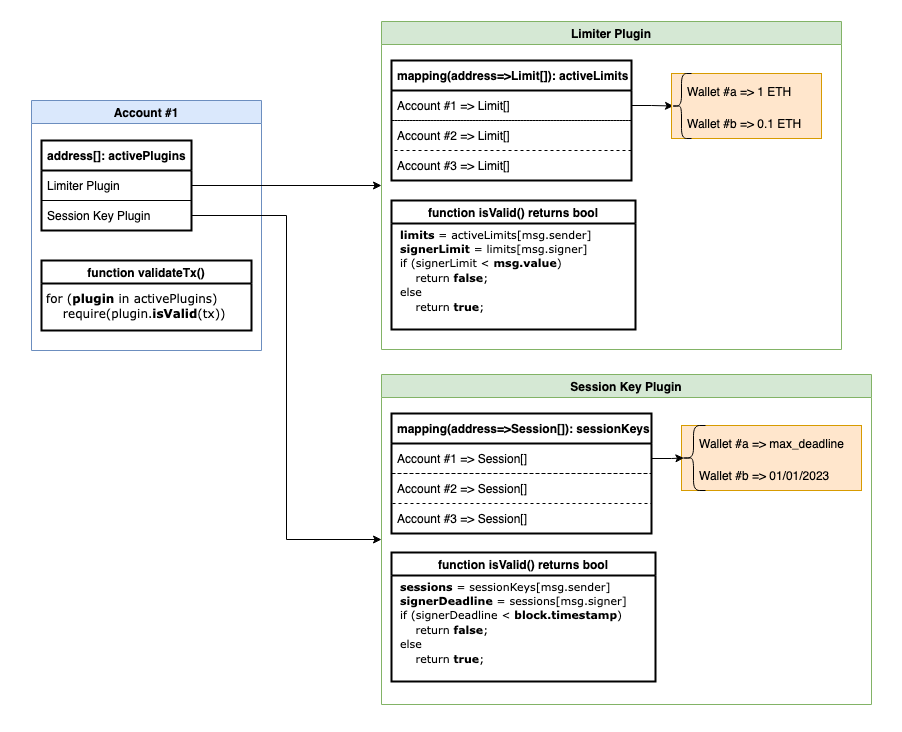 Account #1
address[]: activePlugins
Limiter Plugin
Session Key Plugin
function validateTx()
for (plugin in activePlugins)
require(plugin.isValid(tx))
Limiter Plugin
mapping(address=>Limit[]): activeLimits
Account #1 => Limit[]
Account #2 => Limit[]
Account #3 => Limit[]
Wallet #a => 1 ETH
Wallet #b => 0.1 ETH
function isValid() returns bool
limits = activeLimits[msg.sender]
signerLimit = limits[msg.signer]
if (signerLimit < msg.value)
return false;
else
return true;
Session Key Plugin
mapping(address=>Session[]): sessionKeys
Account #1 => Session[]
Account #2 => Session[]
Account #3 => Session[]
Wallet #a => max_deadline
Wallet #b => 01/01/2023
function isValid() returns bool
sessions = sessionKeys[msg.sender]
signerDeadline = sessions[msg.signer]
if (signerDeadline < block.timestamp)
return false;
else
return true;